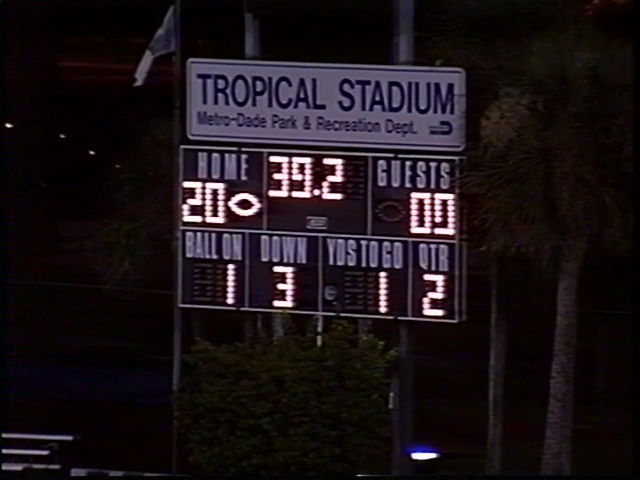 TROPICAL STADIUM
Metro-Dade Park & Recreation Dept.
HOME 39.2 GUESTS
20 00
BALL ON DOWN YDS TO GO QTR
1 3 1 2